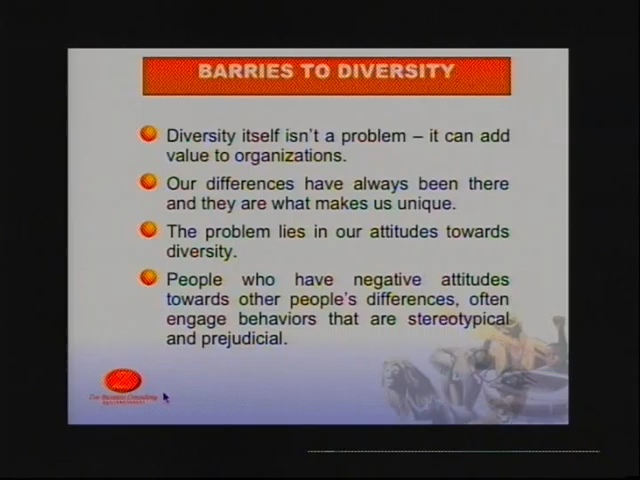 BARRIES TO DIVERSITY
Diversity itself isn't a problem – it can add
value to organizations.
Our differences have always been there
and they are what makes us unique.
The problem lies in our attitudes towards
diversity.
People who have negative attitudes
towards other people's differences, often
engage behaviors that are stereotypical
and prejudicial.